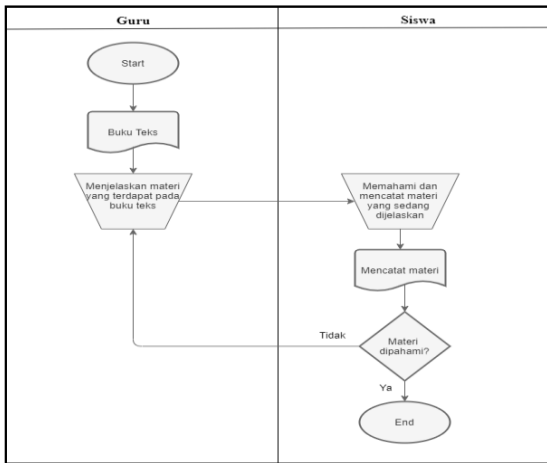 Guru
Siswa
Start
Buku Teks
Menjelaskan materi
yang terdapat pada
buku teks
Memahami dan
mencatat materi
yang sedang
dijelaskan
Mencatat materi
Tidak
Materi
dipahami?
Ya
End